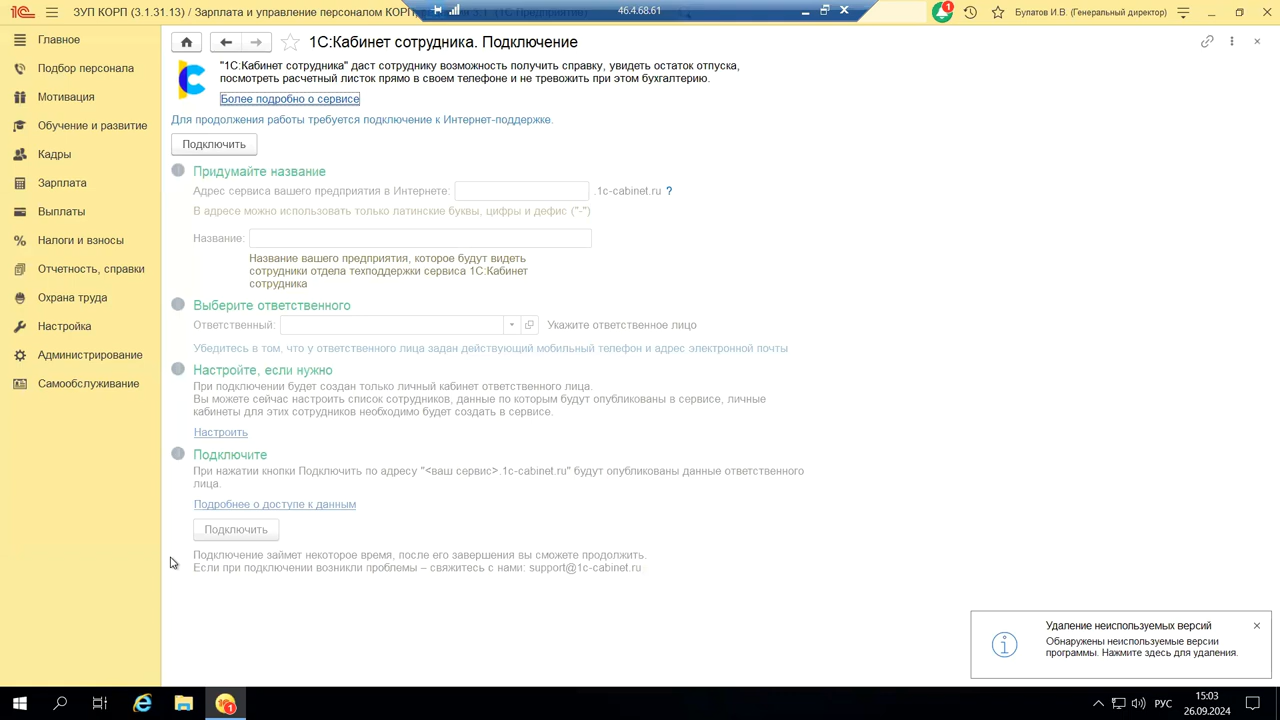 ЗУП КОРП (3.1.31.13) / Зарплата и управление персоналом КОРП
46.4.68.61
1
Булатов И.В. (Генеральный директор)
Главное
Подбор персонала
Мотивация
Обучение и развитие
Кадры
Зарплата
Выплаты
Налоги и взносы
Отчетность, справки
Охрана труда
Настройка
Администрирование
Самообслуживание
1С:Кабинет сотрудника. Подключение
"1С:Кабинет сотрудника" даст сотруднику возможность получить справку, увидеть остаток отпуска,
посмотреть расчетный листок прямо в своем телефоне и не тревожить при этом бухгалтерию.
Более подробно о сервисе
Для продолжения работы требуется подключение к Интернет-поддержке.
Подключить
Придумайте название
Адрес сервиса вашего предприятия в Интернете: .1c-cabinet.ru ?
В адресе можно использовать только латинские буквы, цифры и дефис ("-")
Название:
Название вашего предприятия, которое будут видеть
сотрудники отдела техподдержки сервиса 1С:Кабинет
сотрудника
Выберите ответственного
Ответственный: Укажите ответственное лицо
Убедитесь в том, что у ответственного лица задан действующий мобильный телефон и адрес электронной почты
Настройте, если нужно
При подключении будет создан только личный кабинет ответственного лица.
Вы можете сейчас настроить список сотрудников, данные по которым будут опубликованы в сервисе, личные
кабинеты для этих сотрудников необходимо будет создать в сервисе.
Настроить
Подключите
При нажатии кнопки Подключить по адресу "<ваш сервис>.1c-cabinet.ru" будут опубликованы данные ответственного
лица.
Подробнее о доступе к данным
Подключить
Подключение займет некоторое время, после его завершения вы сможете продолжить.
Если при подключении возникли проблемы – свяжитесь с нами: support@1c-cabinet.ru
Удаление неиспользуемых версий
Обнаружены неиспользуемые версии
программы. Нажмите здесь для удаления.
1
РУС
15:03
26.09.2024